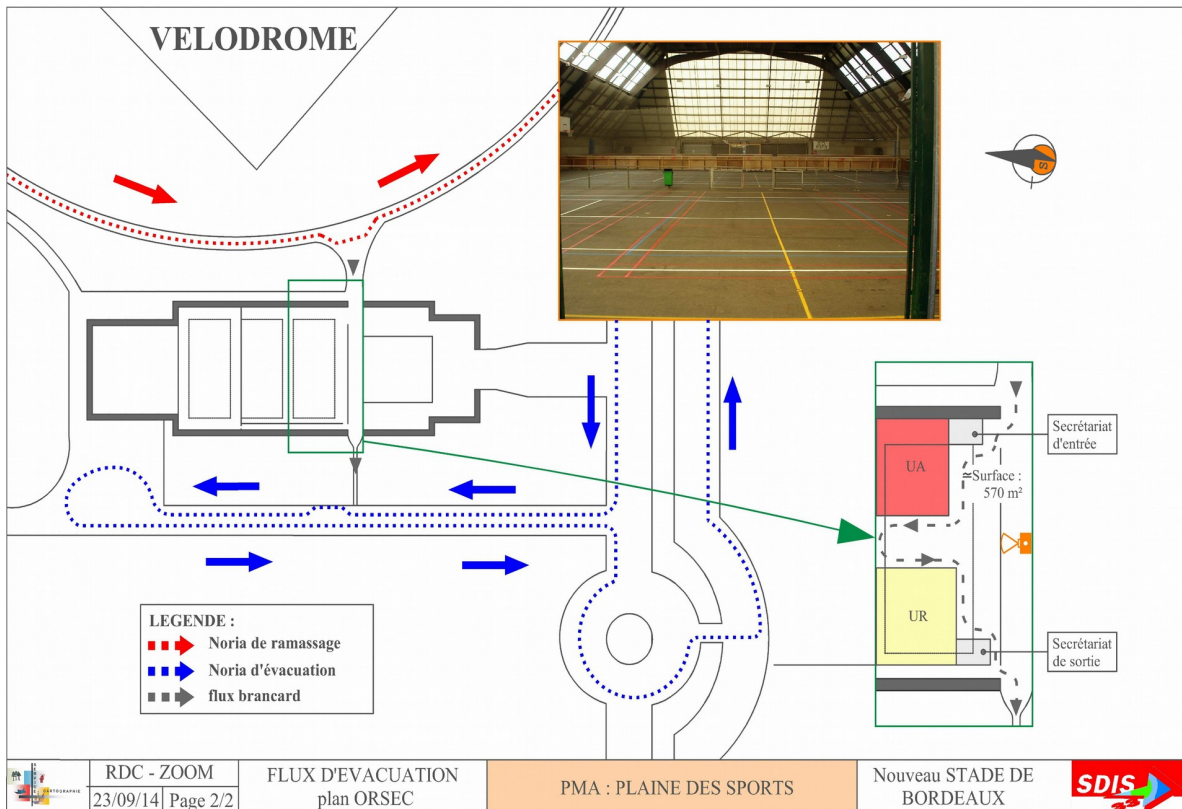 VELODROME
S
Secrétariat
d'entrée
UA
≃Surface :
570 m²
UR
Secrétariat
de sortie
LEGENDE :
Noria de ramassage
Noria d'évacuation
flux brancard
CARTOGRAPHIE
RDC - ZOOM
23/09/14
Page 2/2
FLUX D'EVACUATION
plan ORSEC
PMA : PLAINE DES SPORTS
Nouveau STADE DE
BORDEAUX
SDIS
33